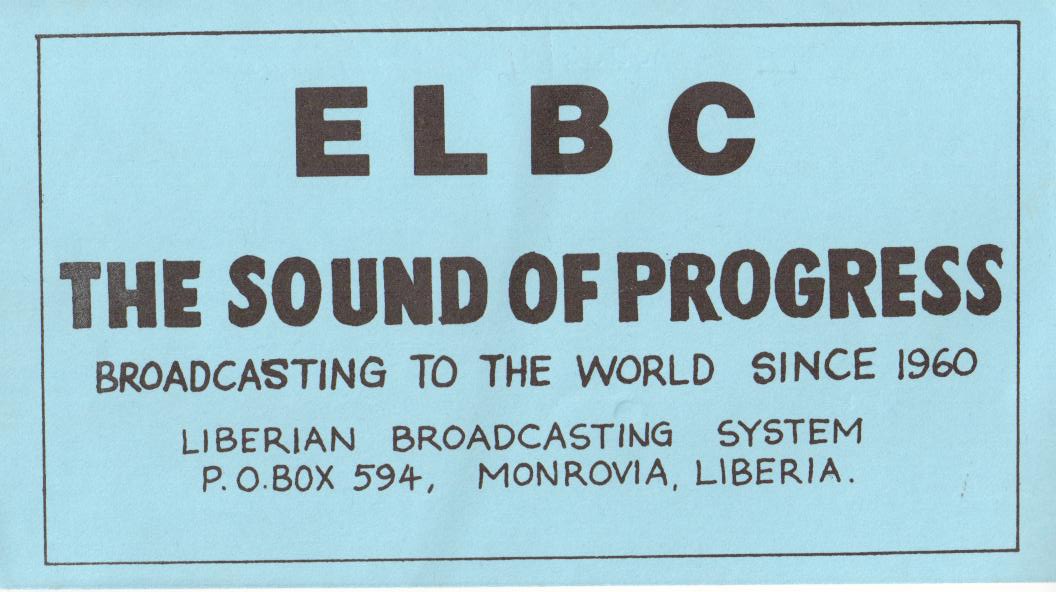 ELBC
THE SOUND OF PROGRESS
BROADCASTING TO THE WORLD SINCE 1960
LIBERIAN BROADCASTING SYSTEM
P.O.BOX 594, MONROVIA, LIBERIA.